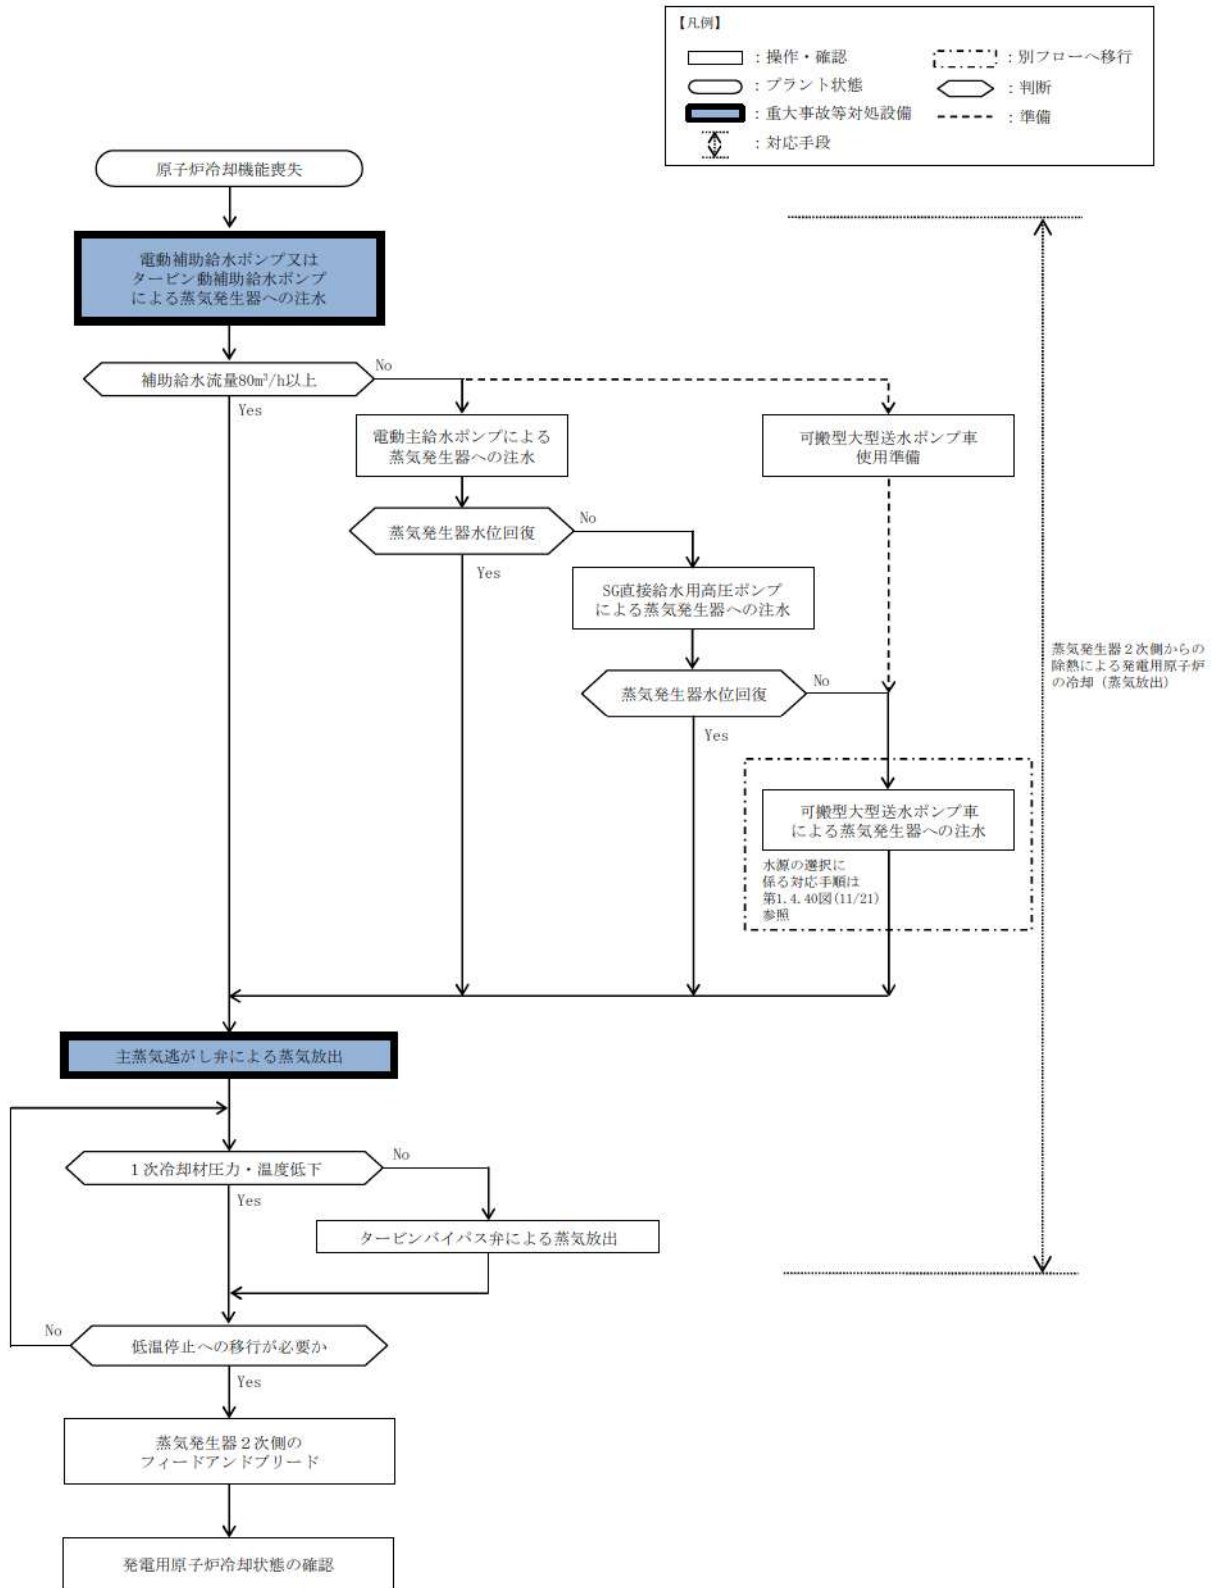 【凡例】
：操作・確認
：別フローへ移行
：プラント状態
：判断
：重大事故等対処設備
：準備
：対応手段
原子炉冷却機能喪失
電動補助給水ポンプ又は
タービン動補助給水ポンプ
による蒸気発生器への注水
補助給水流量80m³/h以上
No
Yes
電動主給水ポンプによる
蒸気発生器への注水
可搬型大型送水ポンプ車
使用準備
蒸気発生器水位回復
No
Yes
SG直接給水用高圧ポンプ
による蒸気発生器への注水
蒸気発生器２次側からの
除熱による発電用原子炉
の冷却（蒸気放出）
蒸気発生器水位回復
No
Yes
可搬型大型送水ポンプ車
による蒸気発生器への注水
水源の選択に
係る対応手順は
第1.4.40図(11/21)
参照
主蒸気逃がし弁による蒸気放出
１次冷却材圧力・温度低下
No
Yes
タービンバイパス弁による蒸気放出
低温停止への移行が必要か
No
Yes
蒸気発生器２次側の
フィードアンドブリード
発電用原子炉冷却状態の確認